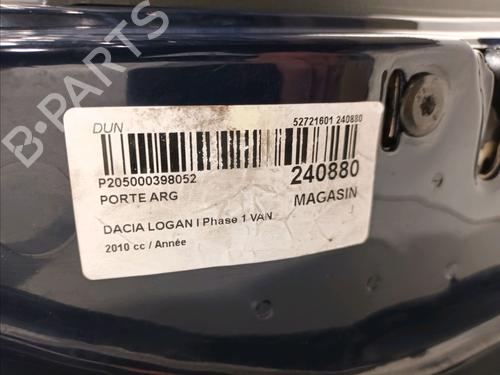 B-PARTS
DUN
52721601 240880
P205000398052
240880
PORTE ARG
MAGASIN
DACIA LOGAN I Phase 1 VAN
2010 cc / Année